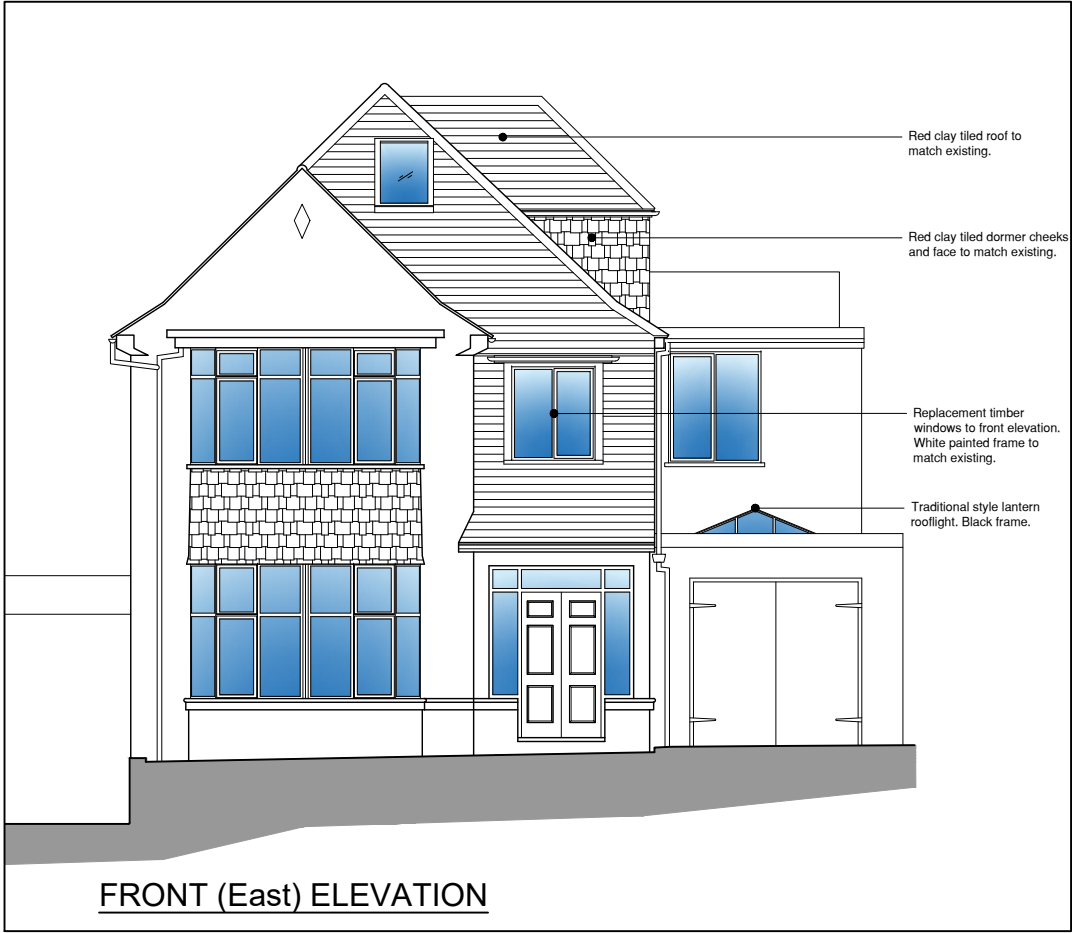 Red clay tiled roof to
match existing.
Red clay tiled dormer cheeks
and face to match existing.
Replacement timber
windows to front elevation.
White painted frame to
match existing.
Traditional style lantern
rooflight. Black frame.
FRONT (East) ELEVATION